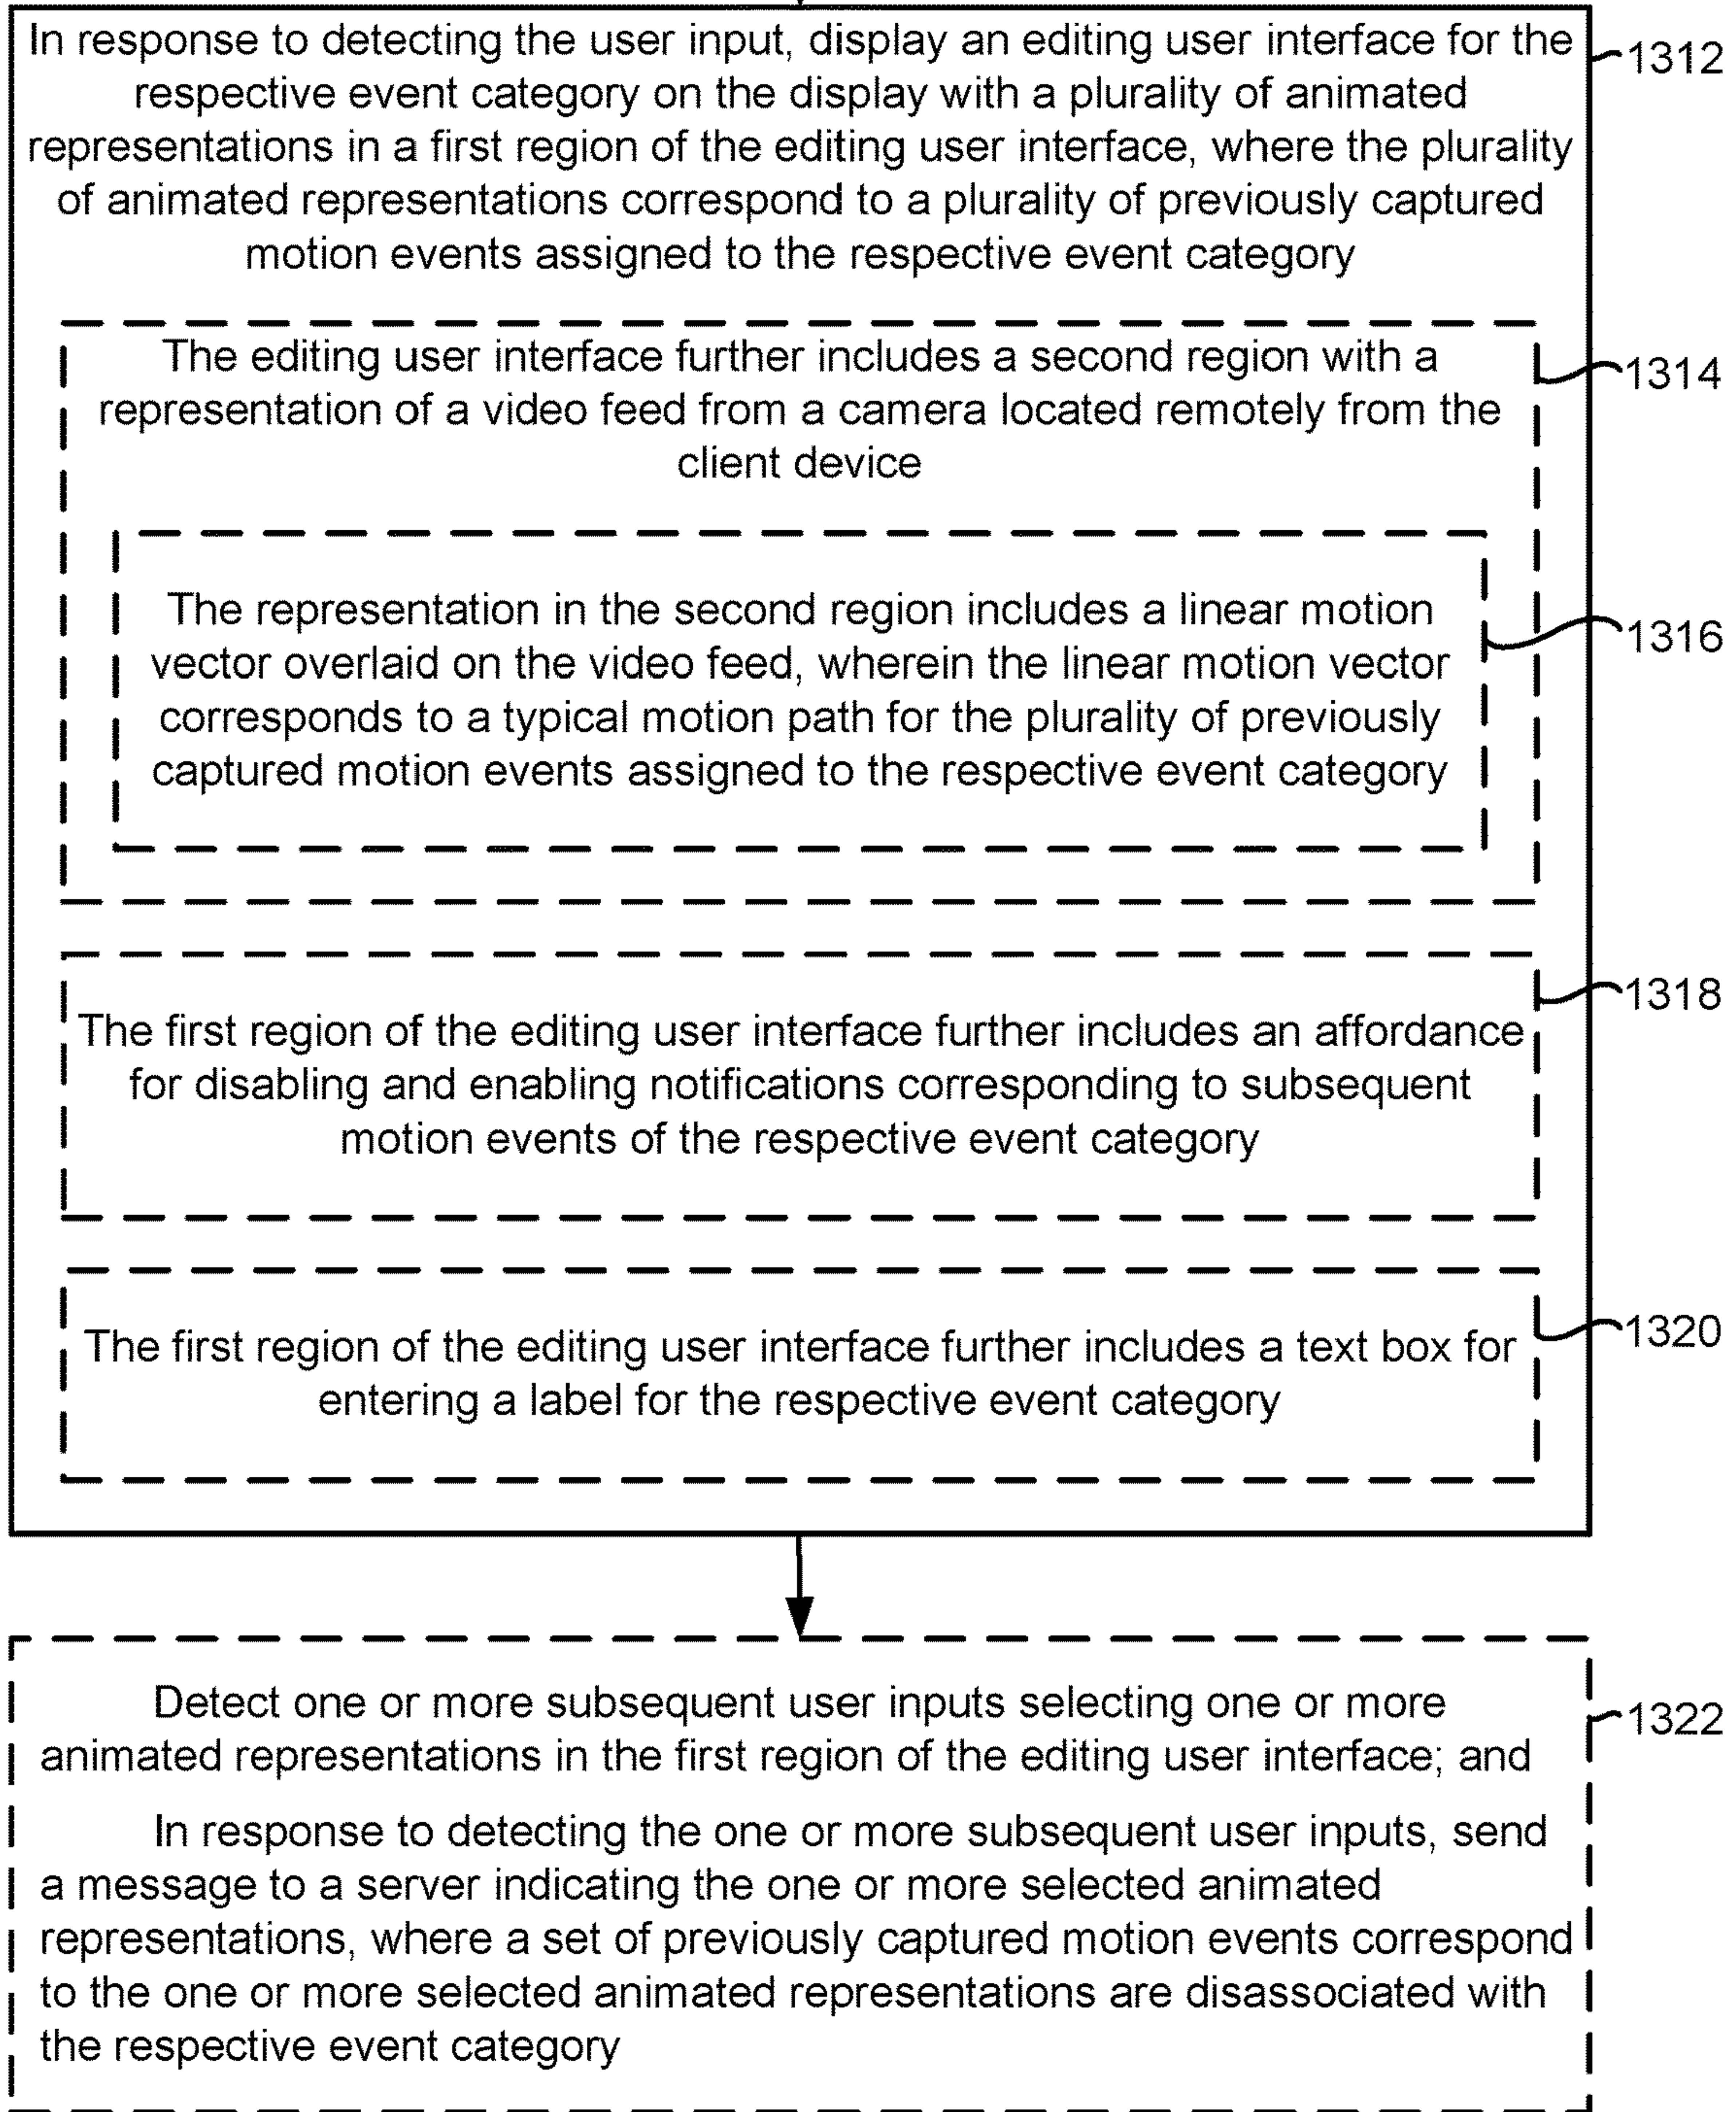 In response to detecting the user input, display an editing user interface for the
1312
respective event category on the display with a plurality of animated
representations in a first region of the editing user interface, where the plurality
of animated representations correspond to a plurality of previously captured
motion events assigned to the respective event category
The editing user interface further includes a second region with a
1314
representation of a video feed from a camera located remotely from the
client device
The representation in the second region includes a linear motion
1316
vector overlaid on the video feed, wherein the linear motion vector
corresponds to a typical motion path for the plurality of previously
captured motion events assigned to the respective event category
1318
The first region of the editing user interface further includes an affordance
for disabling and enabling notifications corresponding to subsequent
motion events of the respective event category
1320
The first region of the editing user interface further includes a text box for
entering a label for the respective event category
Detect one or more subsequent user inputs selecting one or more
1322
animated representations in the first region of the editing user interface; and
In response to detecting the one or more subsequent user inputs, send
a message to a server indicating the one or more selected animated
representations, where a set of previously captured motion events correspond
to the one or more selected animated representations are disassociated with
the respective event category